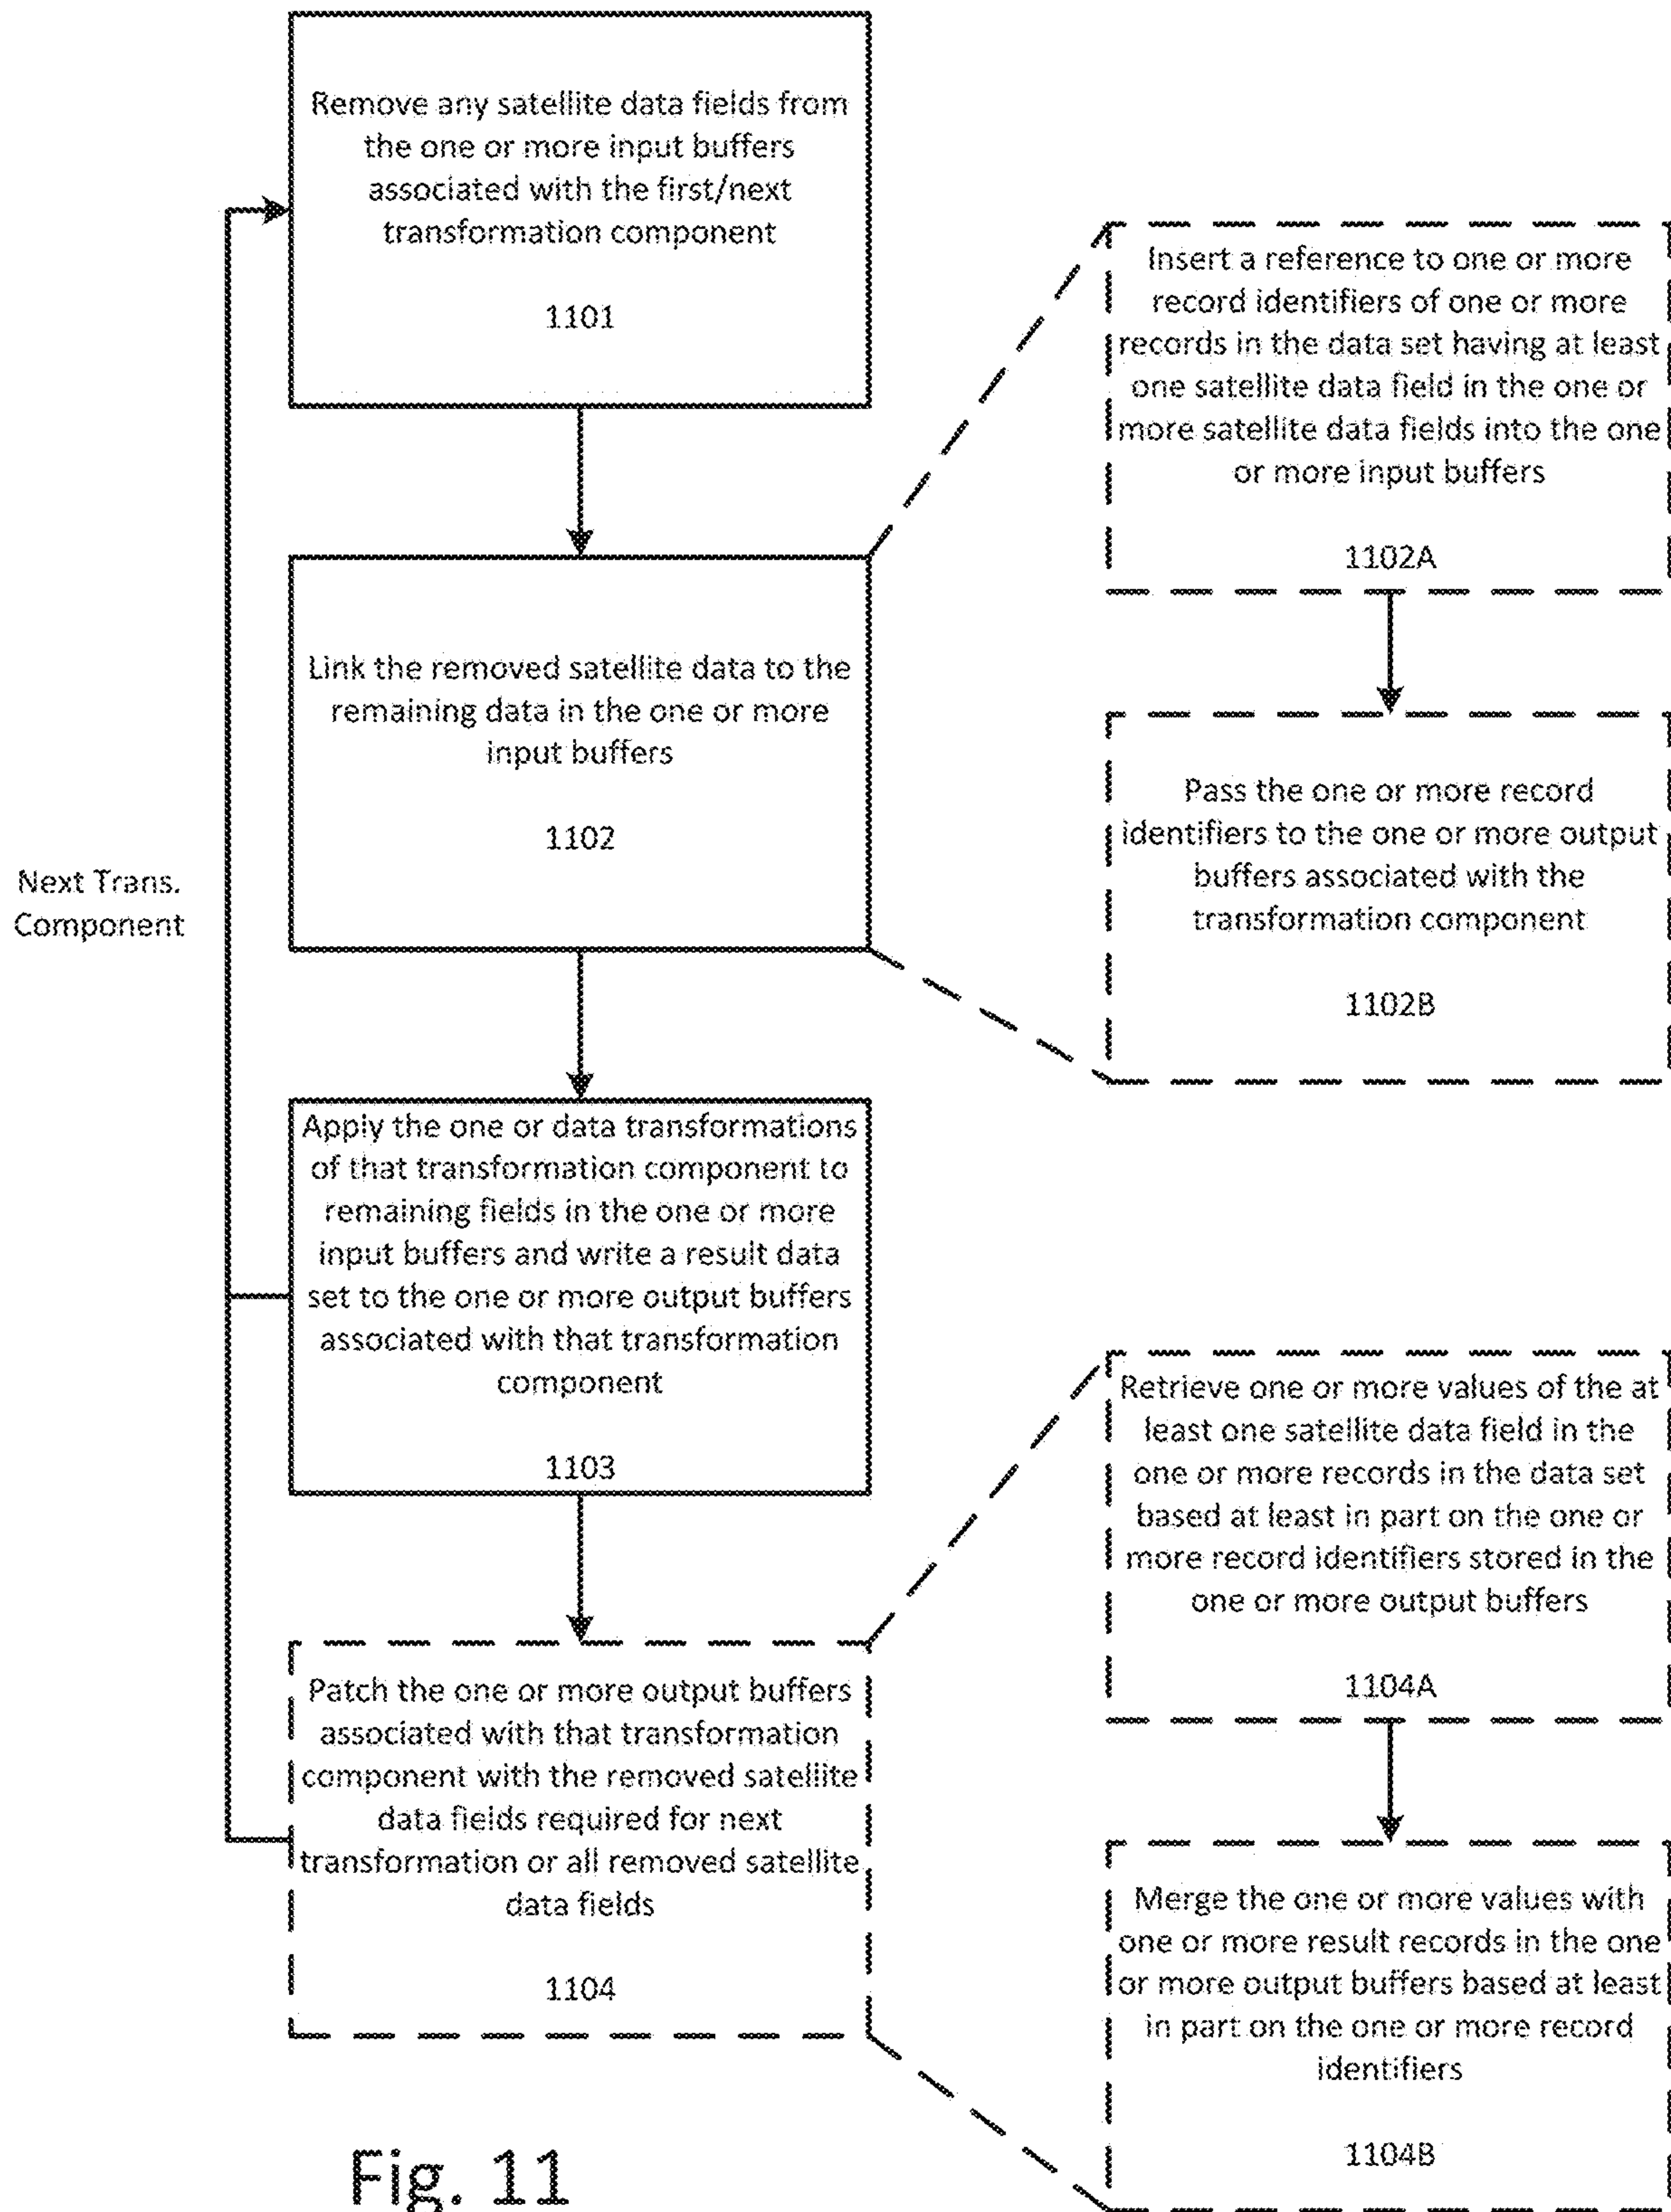 Remove any satellite data fields from
the one or more input buffers
associated with the first/next
transformation component
1101
Link the removed satellite data to the
remaining data in the one or more
input buffers
1102
Next Trans.
Component
Apply the one or data transformations
of that transformation component to
remaining fields in the one or more
input buffers and write a result data
set to the one or more output buffers
associated with that transformation
component
1103
Patch the one or more output buffers
associated with that transformation
component with the removed satellite
data fields required for next
transformation or all removed satellite
data fields
1104
Insert a reference to one or more
record identifiers of one or more
records in the data set having at least
one satellite data field in the one or
more satellite data fields into the one
or more input buffers
1102A
Pass the one or more record
identifiers to the one or more output
buffers associated with the
transformation component
1102B
Retrieve one or more values of the at
least one satellite data field in the
one or more records in the data set
based at least in part on the one or
more record identifiers stored in the
one or more output buffers
1104A
Merge the one or more values with
one or more result records in the one
or more output buffers based at least
in part on the one or more record
identifiers
1104B
Fig. 11